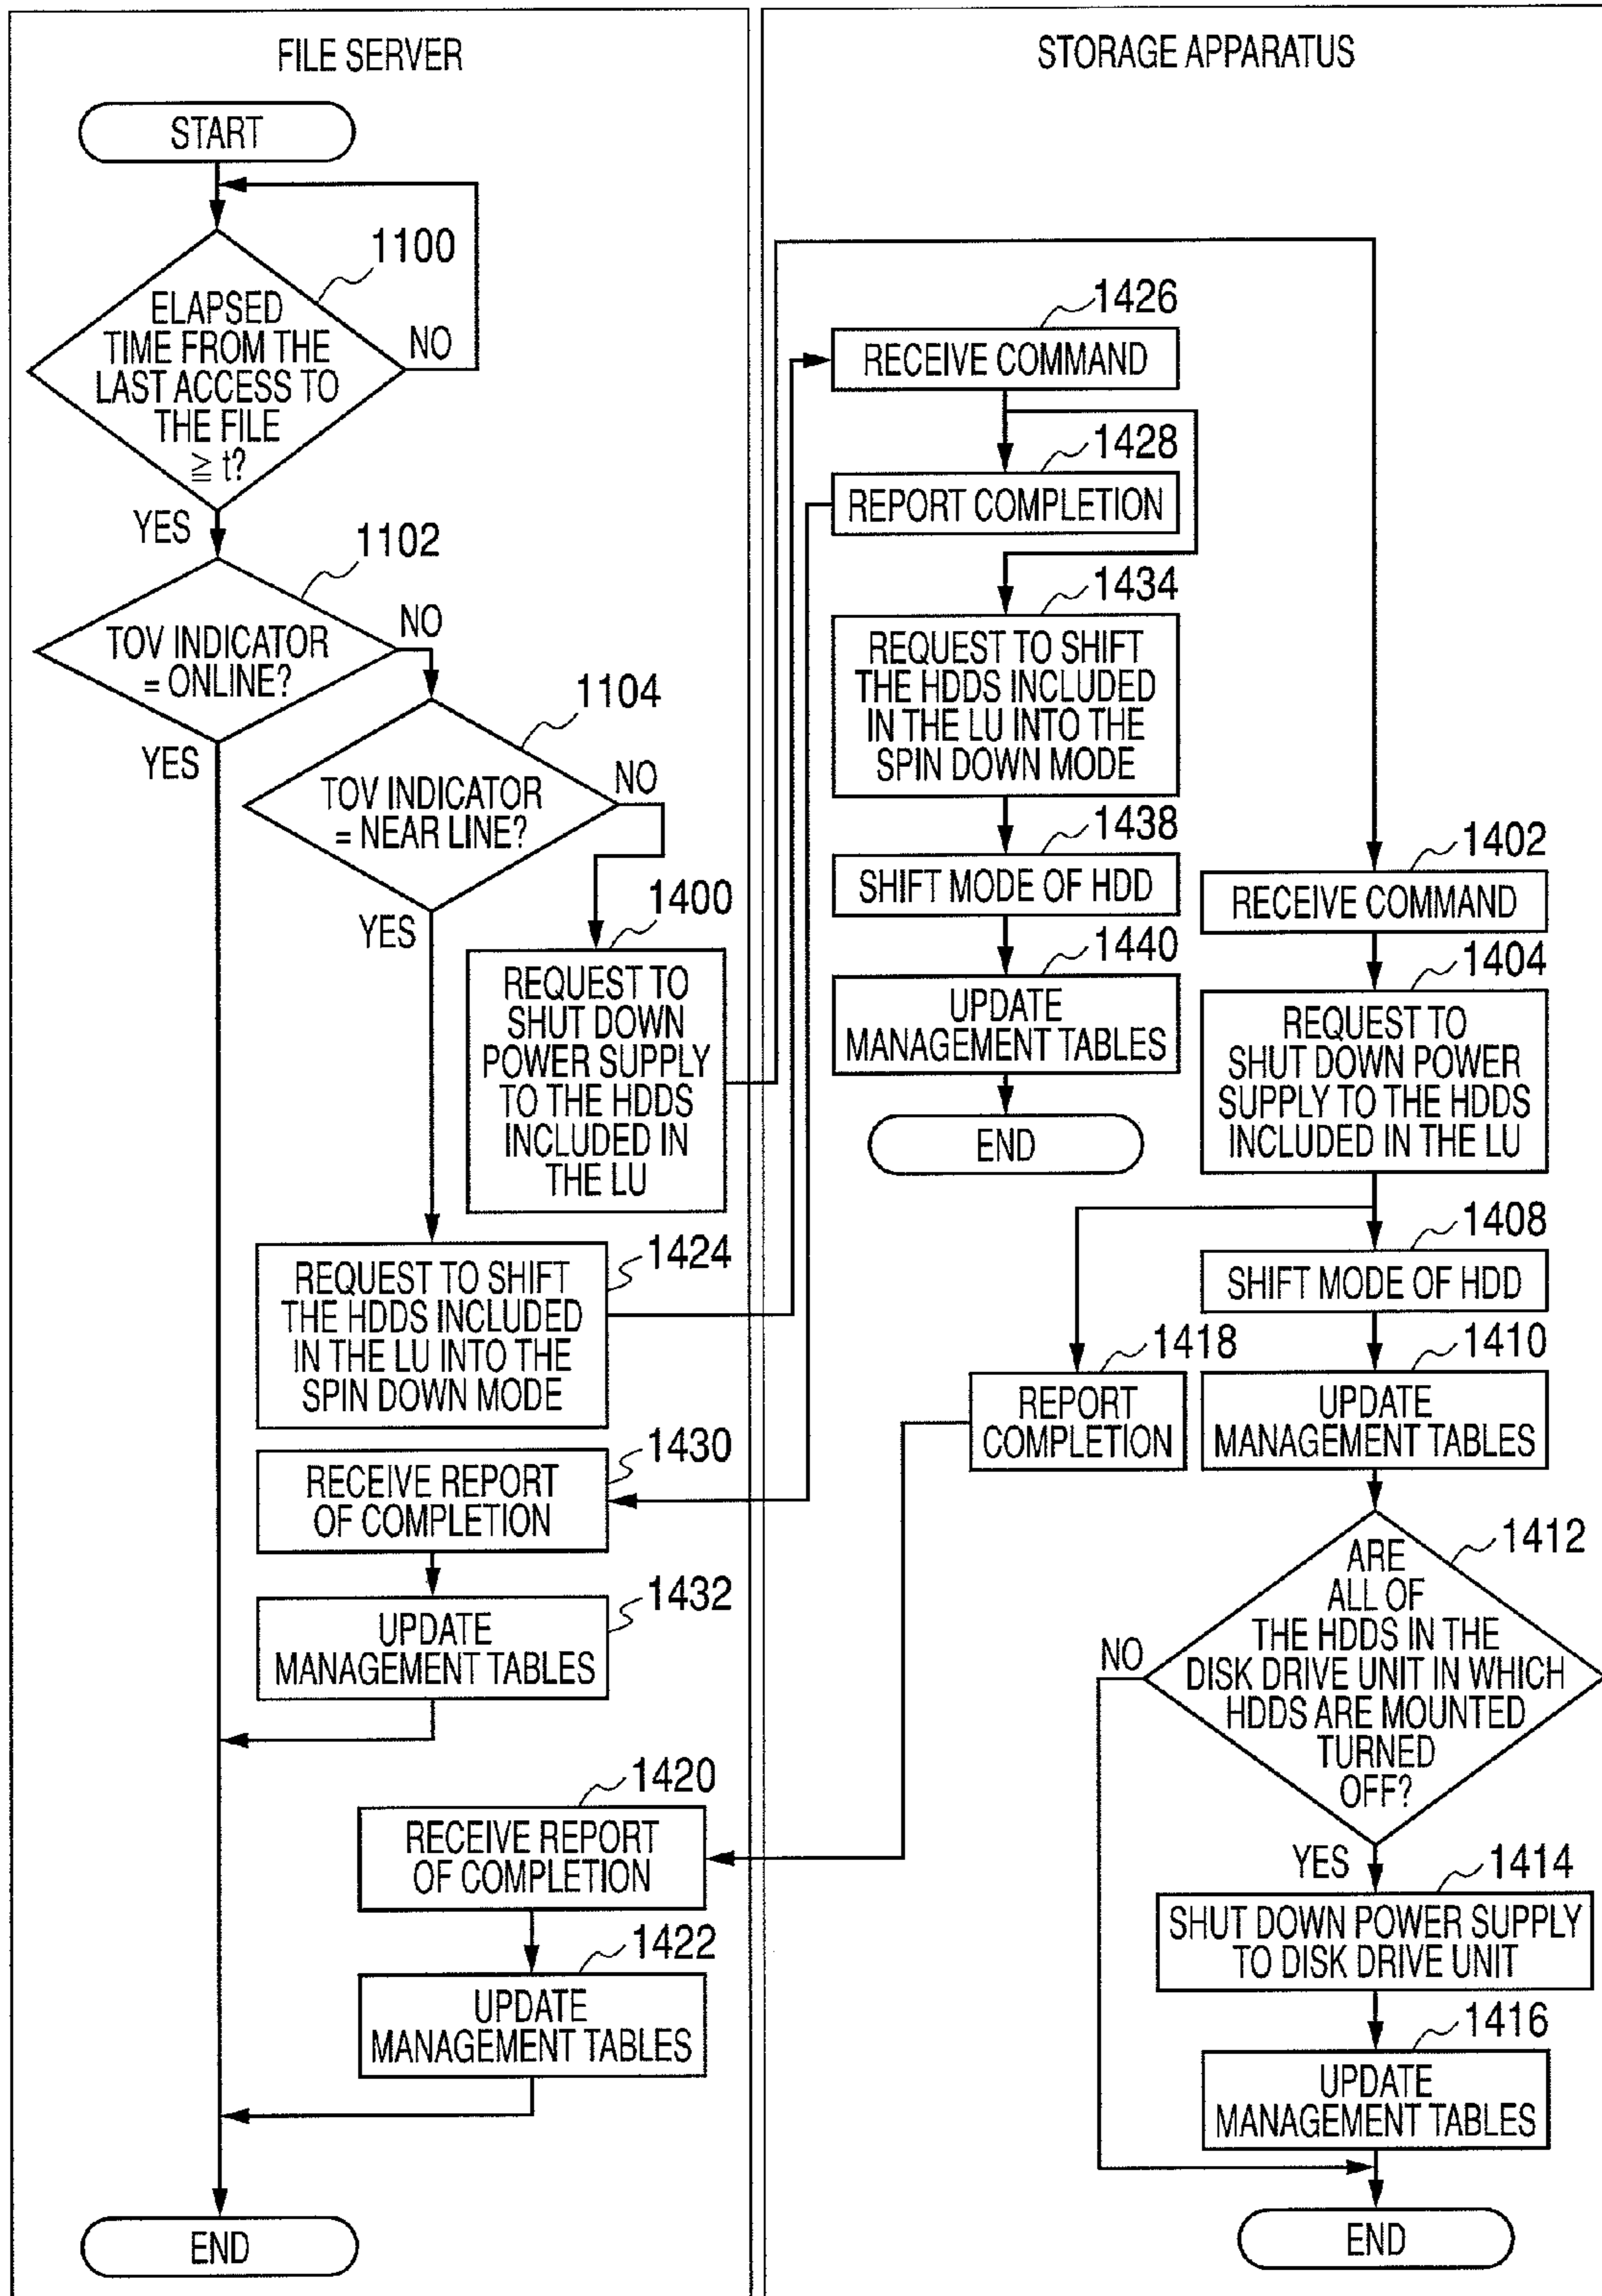 FILE SERVER
START
1100
ELAPSED
TIME FROM THE
LAST ACCESS TO
THE FILE
≧ t?
NO
YES
1102
TOV INDICATOR
= ONLINE?
NO
YES
1104
TOV INDICATOR
= NEAR LINE?
NO
YES
1400
REQUEST TO
SHUT DOWN
POWER SUPPLY
TO THE HDDS
INCLUDED IN
THE LU
1424
REQUEST TO SHIFT
THE HDDS INCLUDED
IN THE LU INTO THE
SPIN DOWN MODE
1430
RECEIVE REPORT
OF COMPLETION
1432
UPDATE
MANAGEMENT TABLES
1420
RECEIVE REPORT
OF COMPLETION
1422
UPDATE
MANAGEMENT TABLES
END
STORAGE APPARATUS
1426
RECEIVE COMMAND
1428
REPORT COMPLETION
1434
REQUEST TO SHIFT
THE HDDS INCLUDED
IN THE LU INTO THE
SPIN DOWN MODE
1438
SHIFT MODE OF HDD
1440
UPDATE
MANAGEMENT TABLES
END
1402
RECEIVE COMMAND
1404
REQUEST TO
SHUT DOWN POWER
SUPPLY TO THE HDDS
INCLUDED IN THE LU
1408
SHIFT MODE OF HDD
1418
REPORT
COMPLETION
1410
UPDATE
MANAGEMENT TABLES
1412
ARE
ALL OF
THE HDDS IN THE
DISK DRIVE UNIT IN WHICH
HDDS ARE MOUNTED
TURNED
OFF?
NO
YES
1414
SHUT DOWN POWER SUPPLY
TO DISK DRIVE UNIT
1416
UPDATE
MANAGEMENT TABLES
END